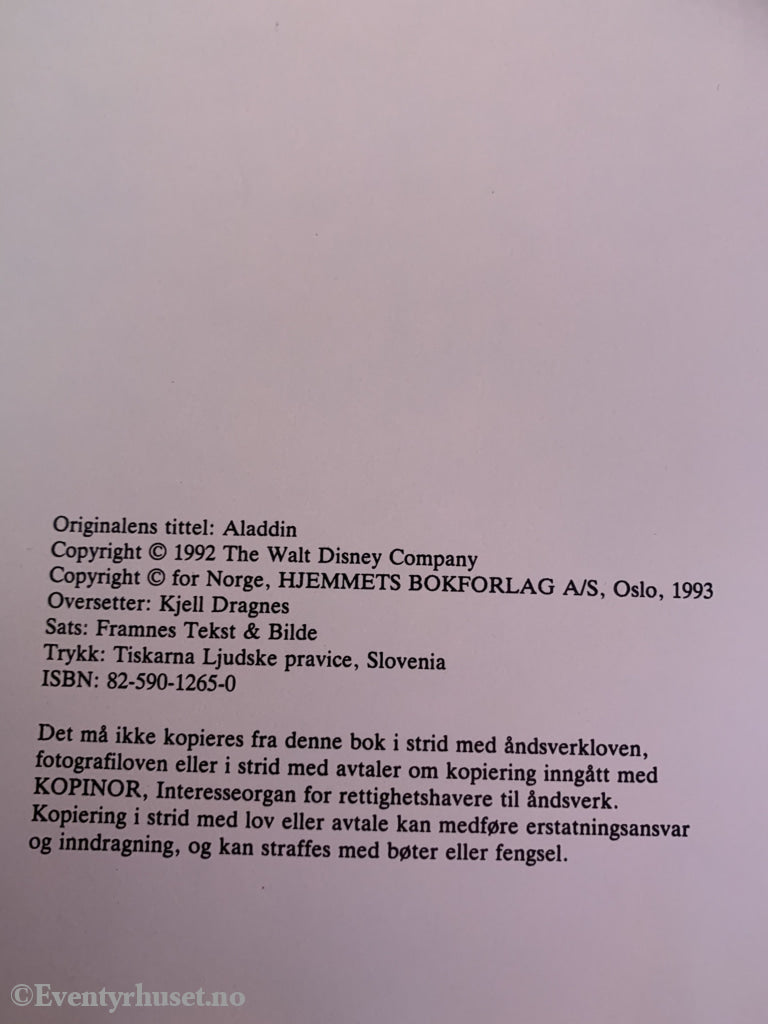 Originalens tittel: Aladdin
Copyright © 1992 The Walt Disney Company
Copyright © for Norge, HJEMMETS BOKFORLAG A/S, Oslo, 1993
Oversetter: Kjell Dragnes
Sats: Framnes Tekst & Bilde
Trykk: Tiskarna Ljudske pravice, Slovenia
ISBN: 82-590-1265-0
Det må ikke kopieres fra denne bok i strid med åndsverkloven,
fotografiloven eller i strid med avtaler om kopiering inngått med
KOPINOR, Interesseorgan for rettighetshavere til åndsverk.
Kopiering i strid med lov eller avtale kan medføre erstatningsansvar
og inndragning, og kan straffes med bøter eller fengsel.
©Eventyrhuset.no